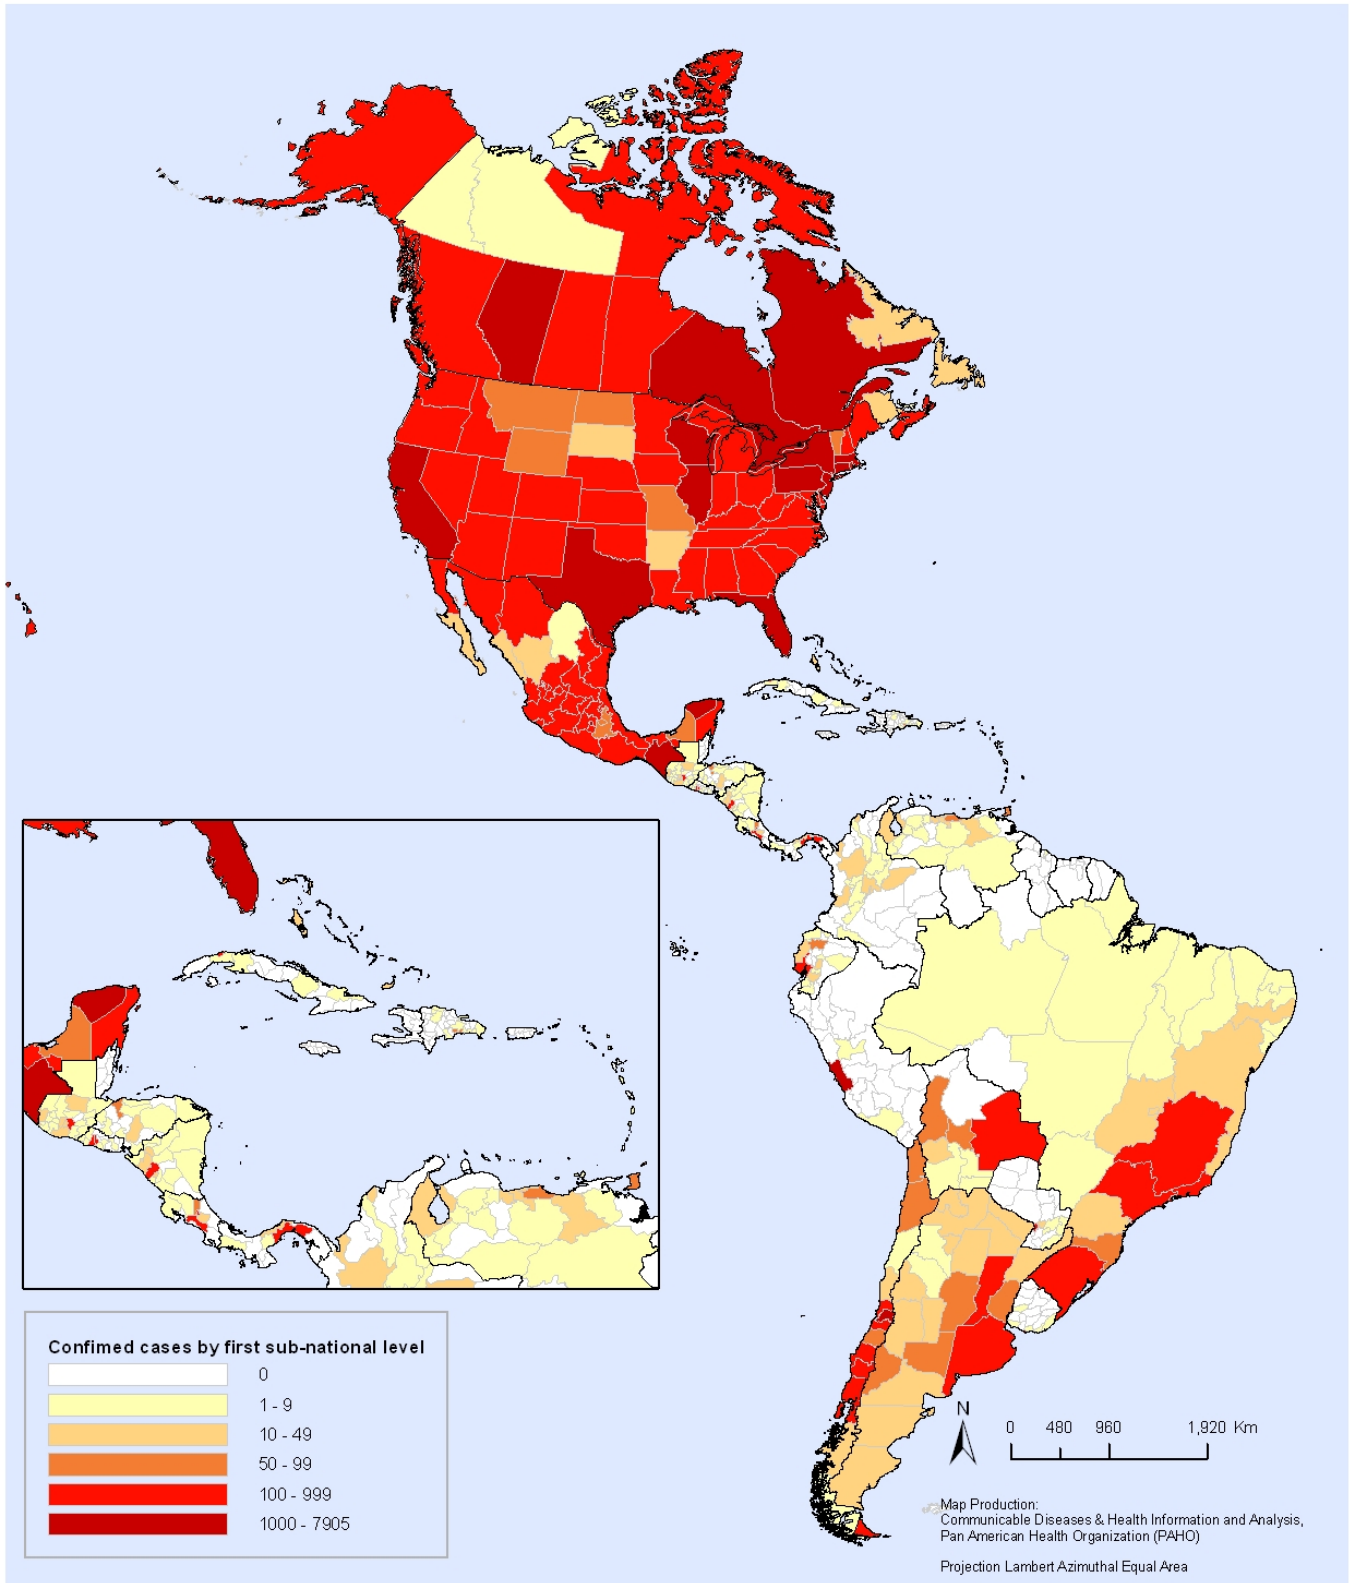 Confimed cases by first sub-national level
0
1 - 9
10 - 49
50 - 99
100 - 999
1000 - 7905
N
0 480 960 1,920 Km
Map Production:
Communicable Diseases & Health Information and Analysis,
Pan American Health Organization (PAHO)
Projection Lambert Azimuthal Equal Area